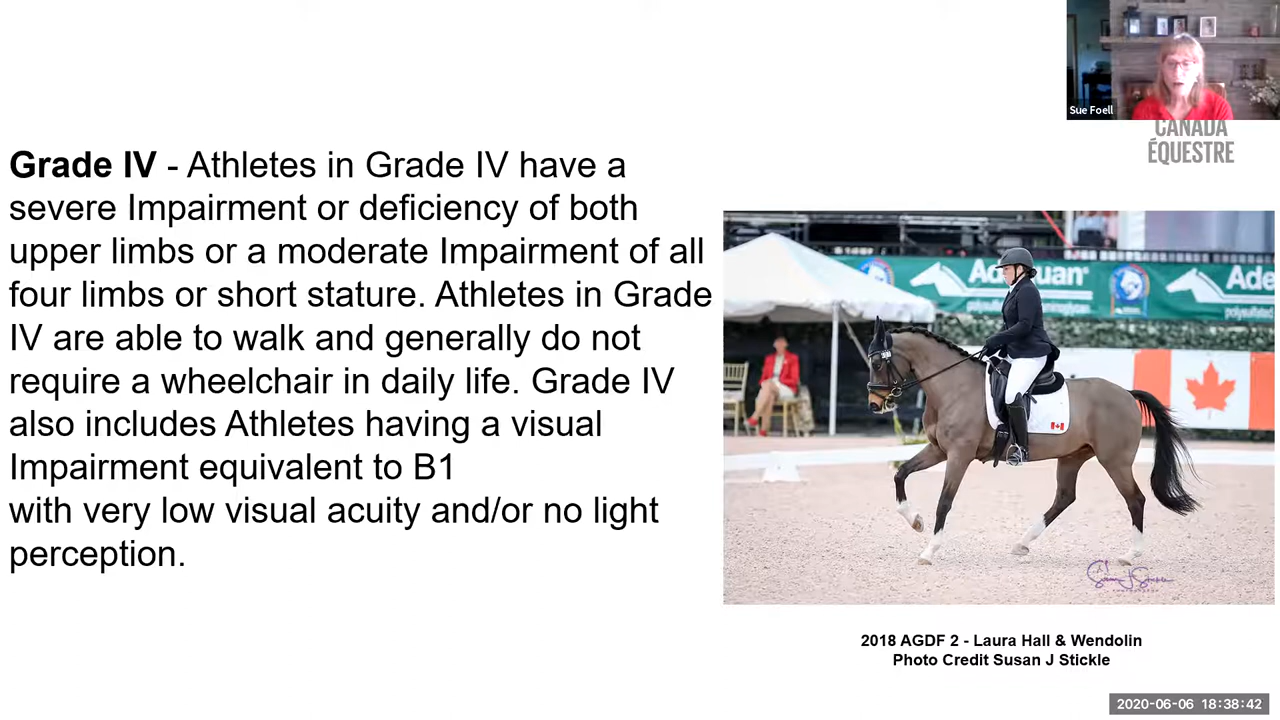 Sue Foell
CANADA
ÉQUESTRE
Grade IV - Athletes in Grade IV have a
severe Impairment or deficiency of both
upper limbs or a moderate Impairment of all
four limbs or short stature. Athletes in Grade
IV are able to walk and generally do not
require a wheelchair in daily life. Grade IV
also includes Athletes having a visual
Impairment equivalent to B1
with very low visual acuity and/or no light
perception.
Adequan®
Ade
2018 AGDF 2 - Laura Hall & Wendolin
Photo Credit Susan J Stickle
2020-06-06 18:38:42